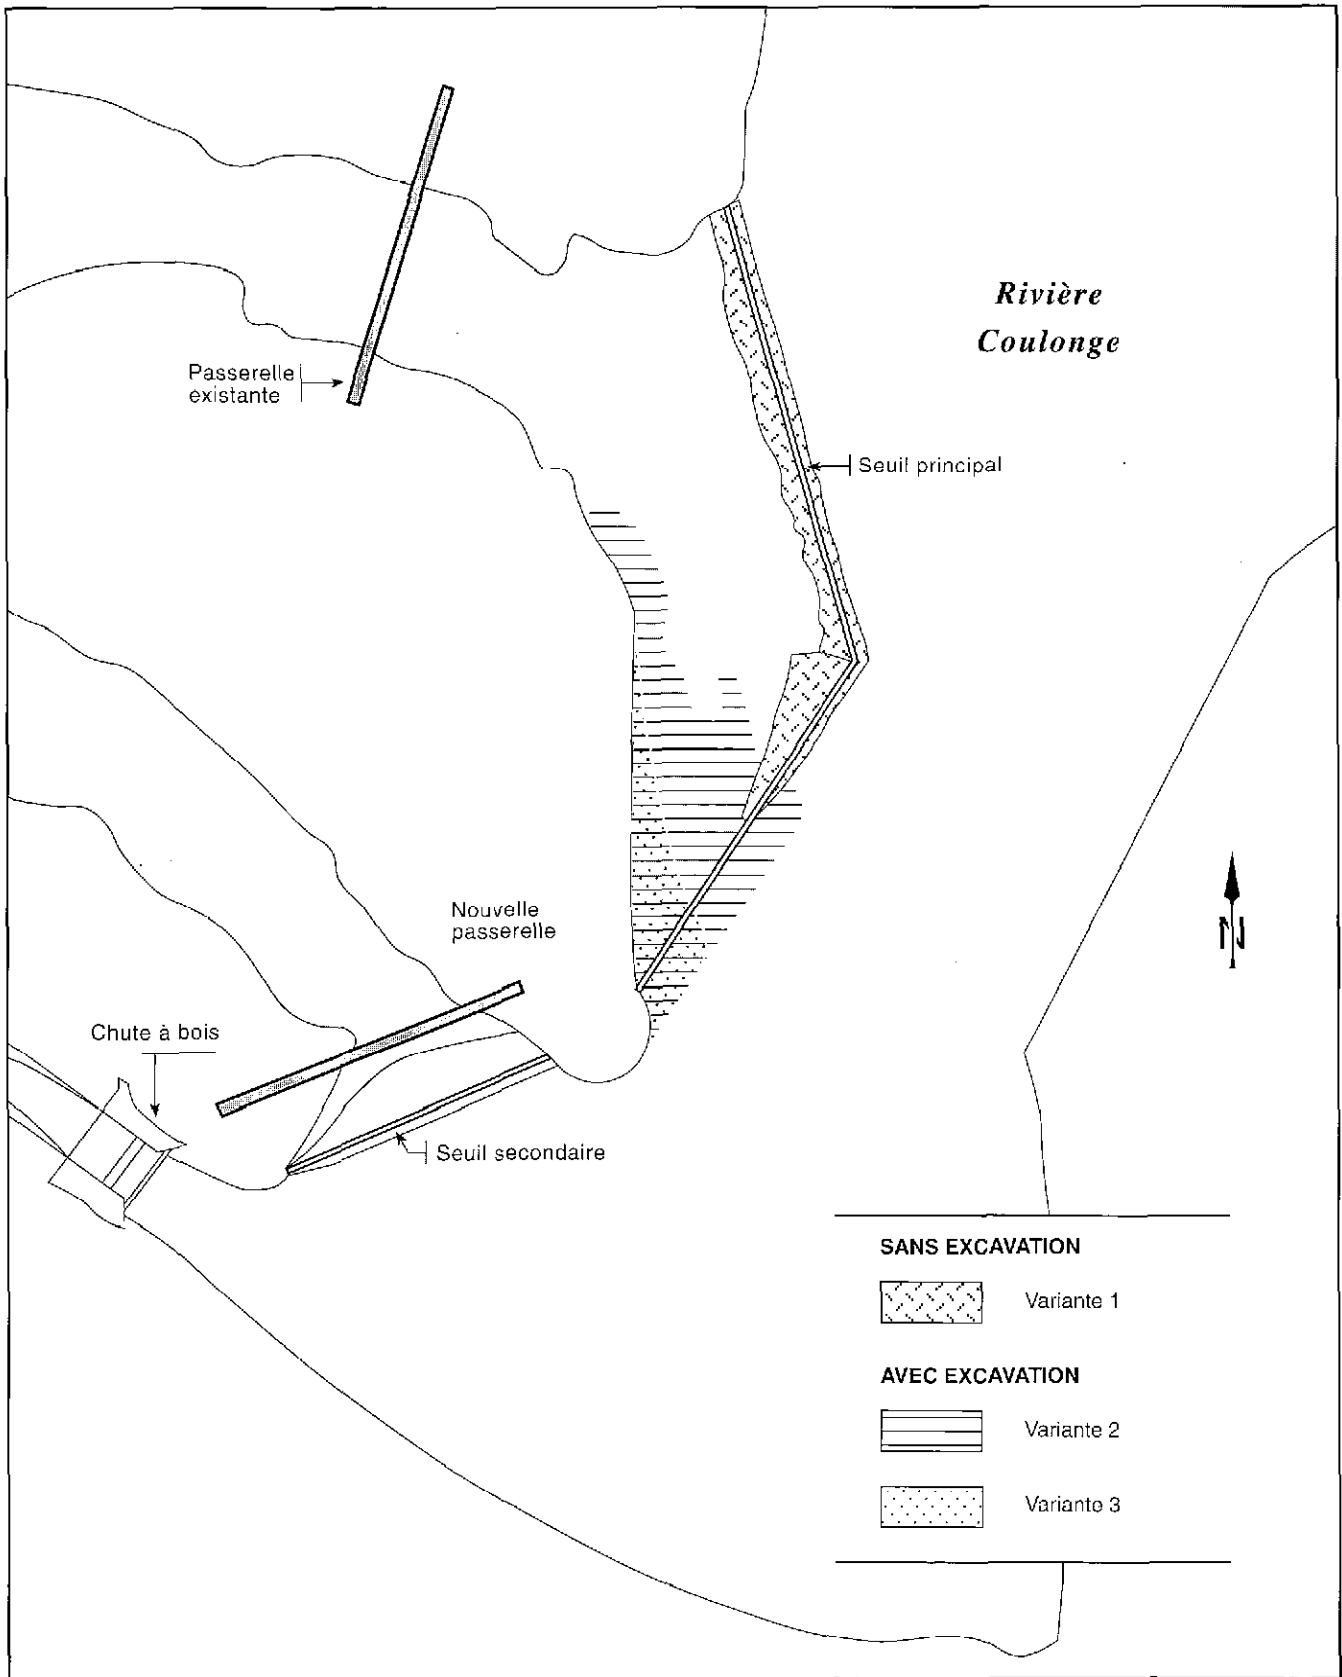 Rivière
Coulonge
Passerelle
existante
Seuil principal
Nouvelle
passerelle
N
Chute à bois
Seuil secondaire
SANS EXCAVATION
Variante 1
AVEC EXCAVATION
Variante 2
Variante 3